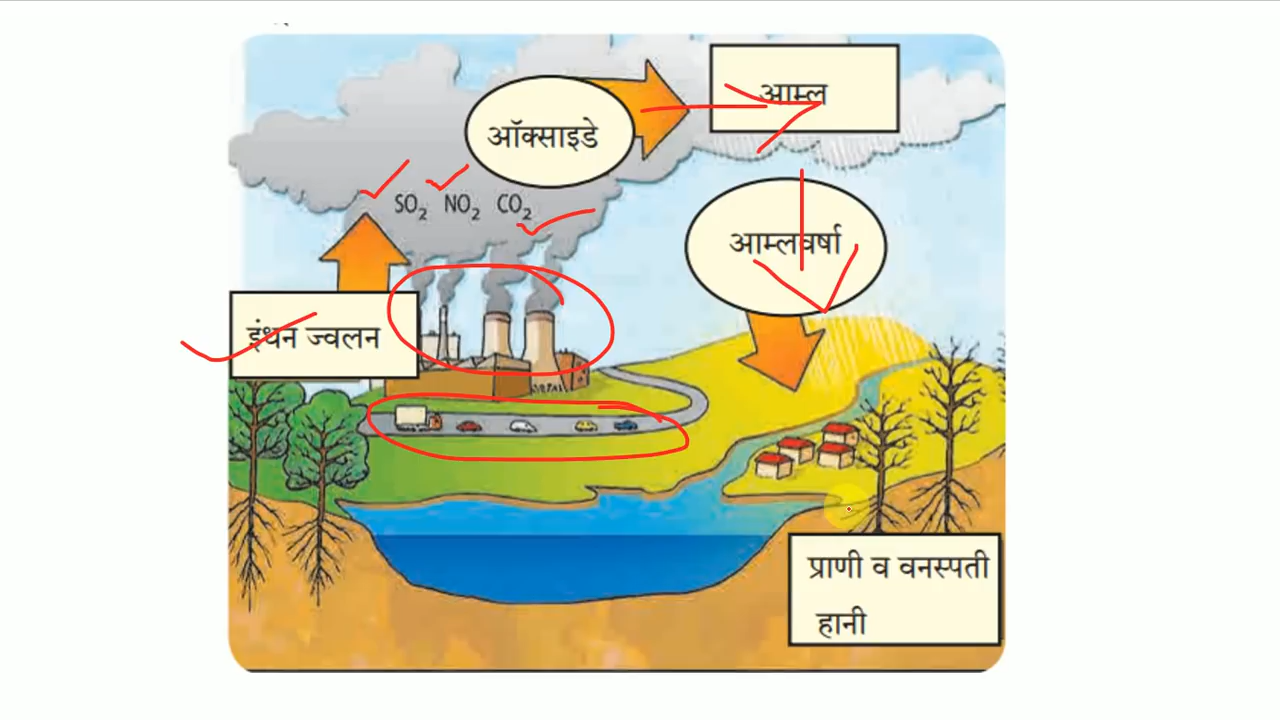 ऑक्साइडे
आम्ल
SO₂ NO₂ CO₂
आम्लवर्षा
इंधन ज्वलन
प्राणी व वनस्पती
हानी